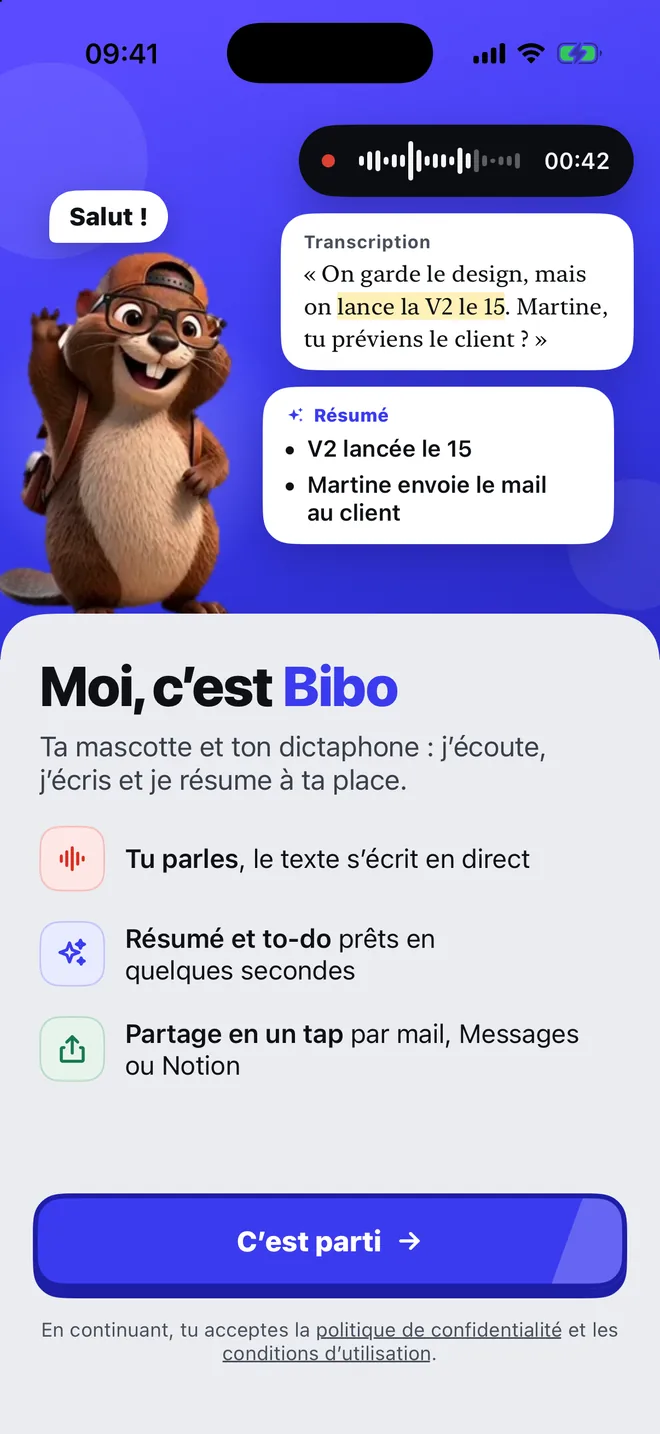 09:41
00:42
Salut !
Transcription
« On garde le design, mais
on lance la V2 le 15. Martine,
tu préviens le client ? »
Résumé
• V2 lancée le 15
• Martine envoie le mail
au client
Moi, c’est Bibo
Ta mascotte et ton dictaphone : j’écoute,
j’écris et je résume à ta place.
Tu parles, le texte s’écrit en direct
Résumé et to-do prêts en
quelques secondes
Partage en un tap par mail, Messages
ou Notion
C’est parti →
En continuant, tu acceptes la politique de confidentialité et les
conditions d’utilisation.